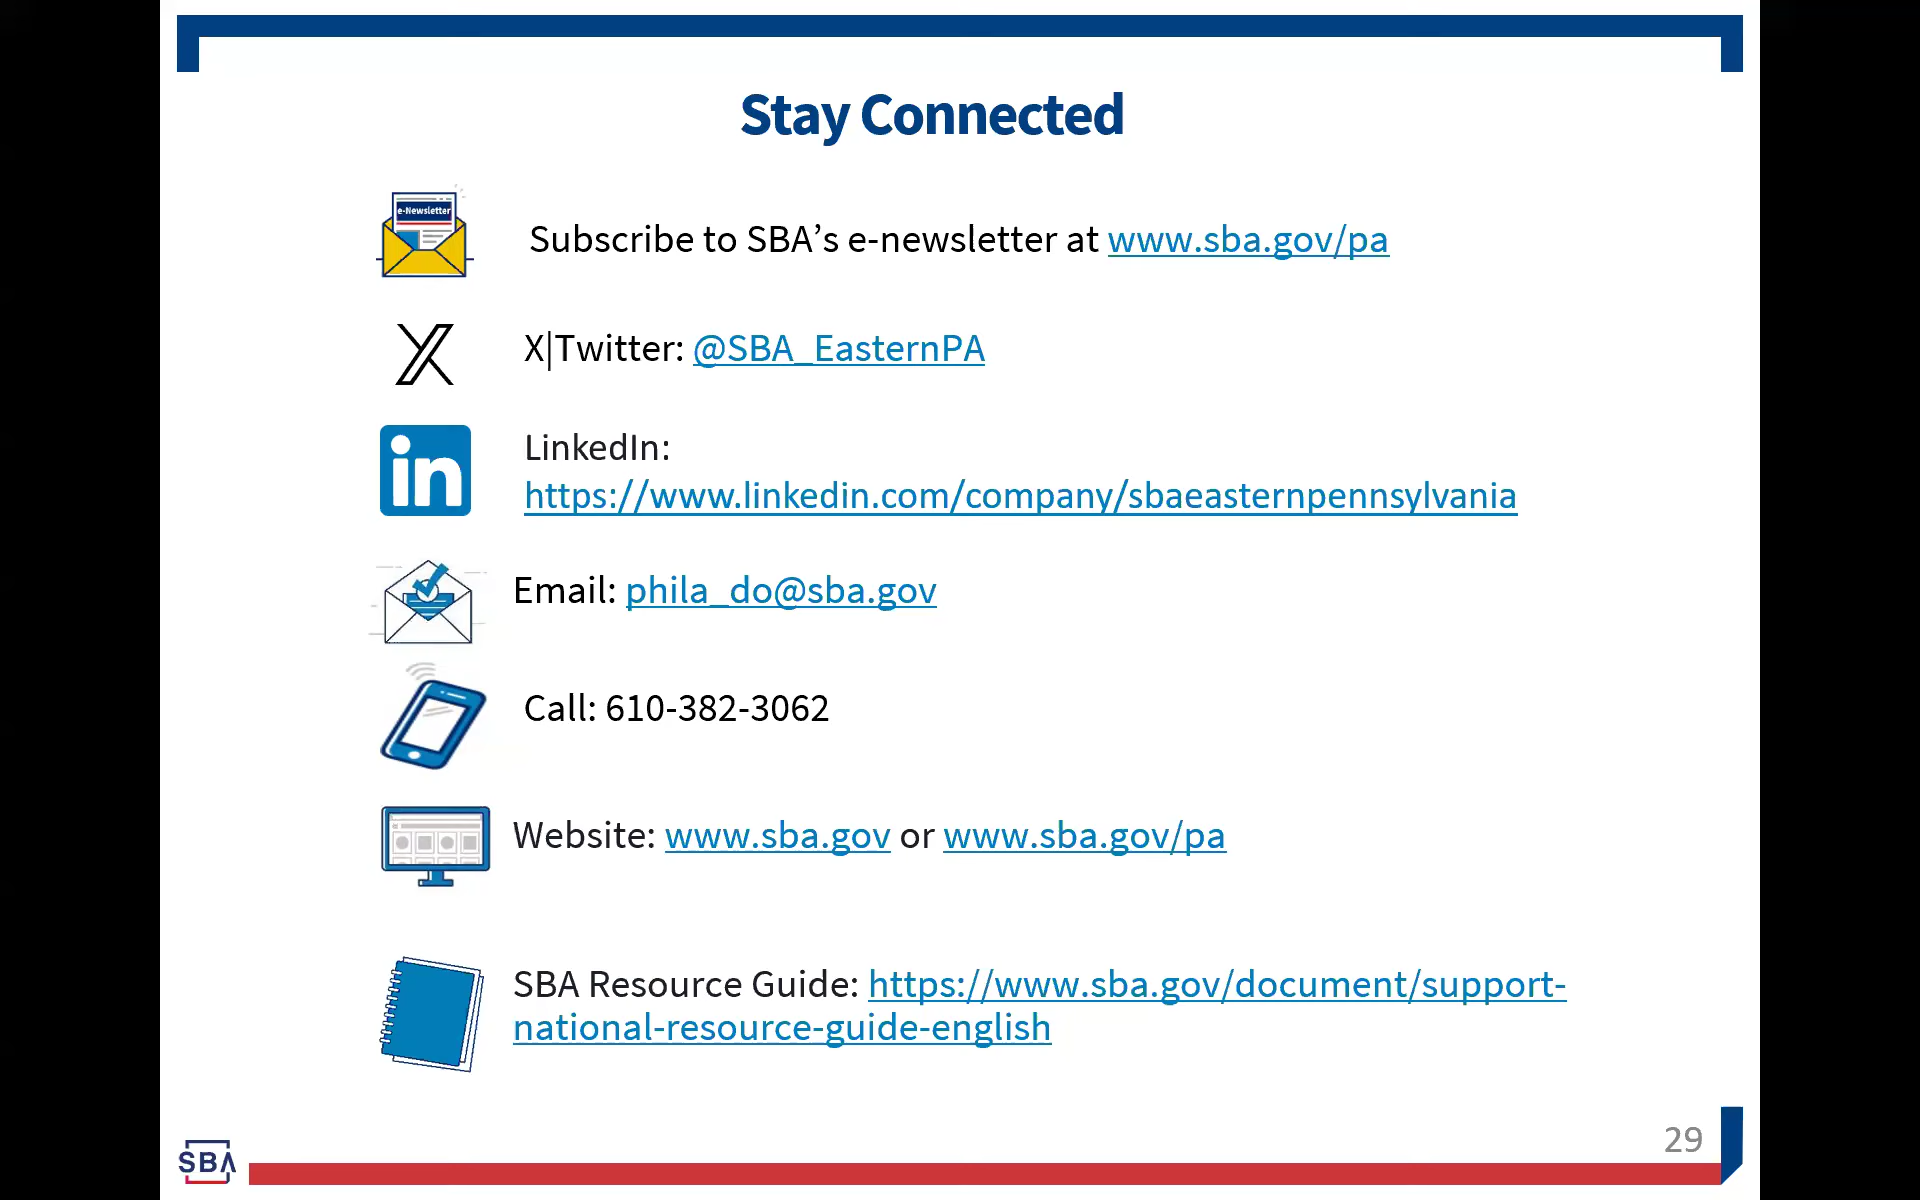 Stay Connected
e-Newsletter
Subscribe to SBA’s e-newsletter at www.sba.gov/pa
X|Twitter: @SBA_EasternPA
in
LinkedIn:
https://www.linkedin.com/company/sbaeasternpennsylvania
Email: phila_do@sba.gov
Call: 610-382-3062
Website: www.sba.gov or www.sba.gov/pa
SBA Resource Guide: https://www.sba.gov/document/support-
national-resource-guide-english
29
SBA